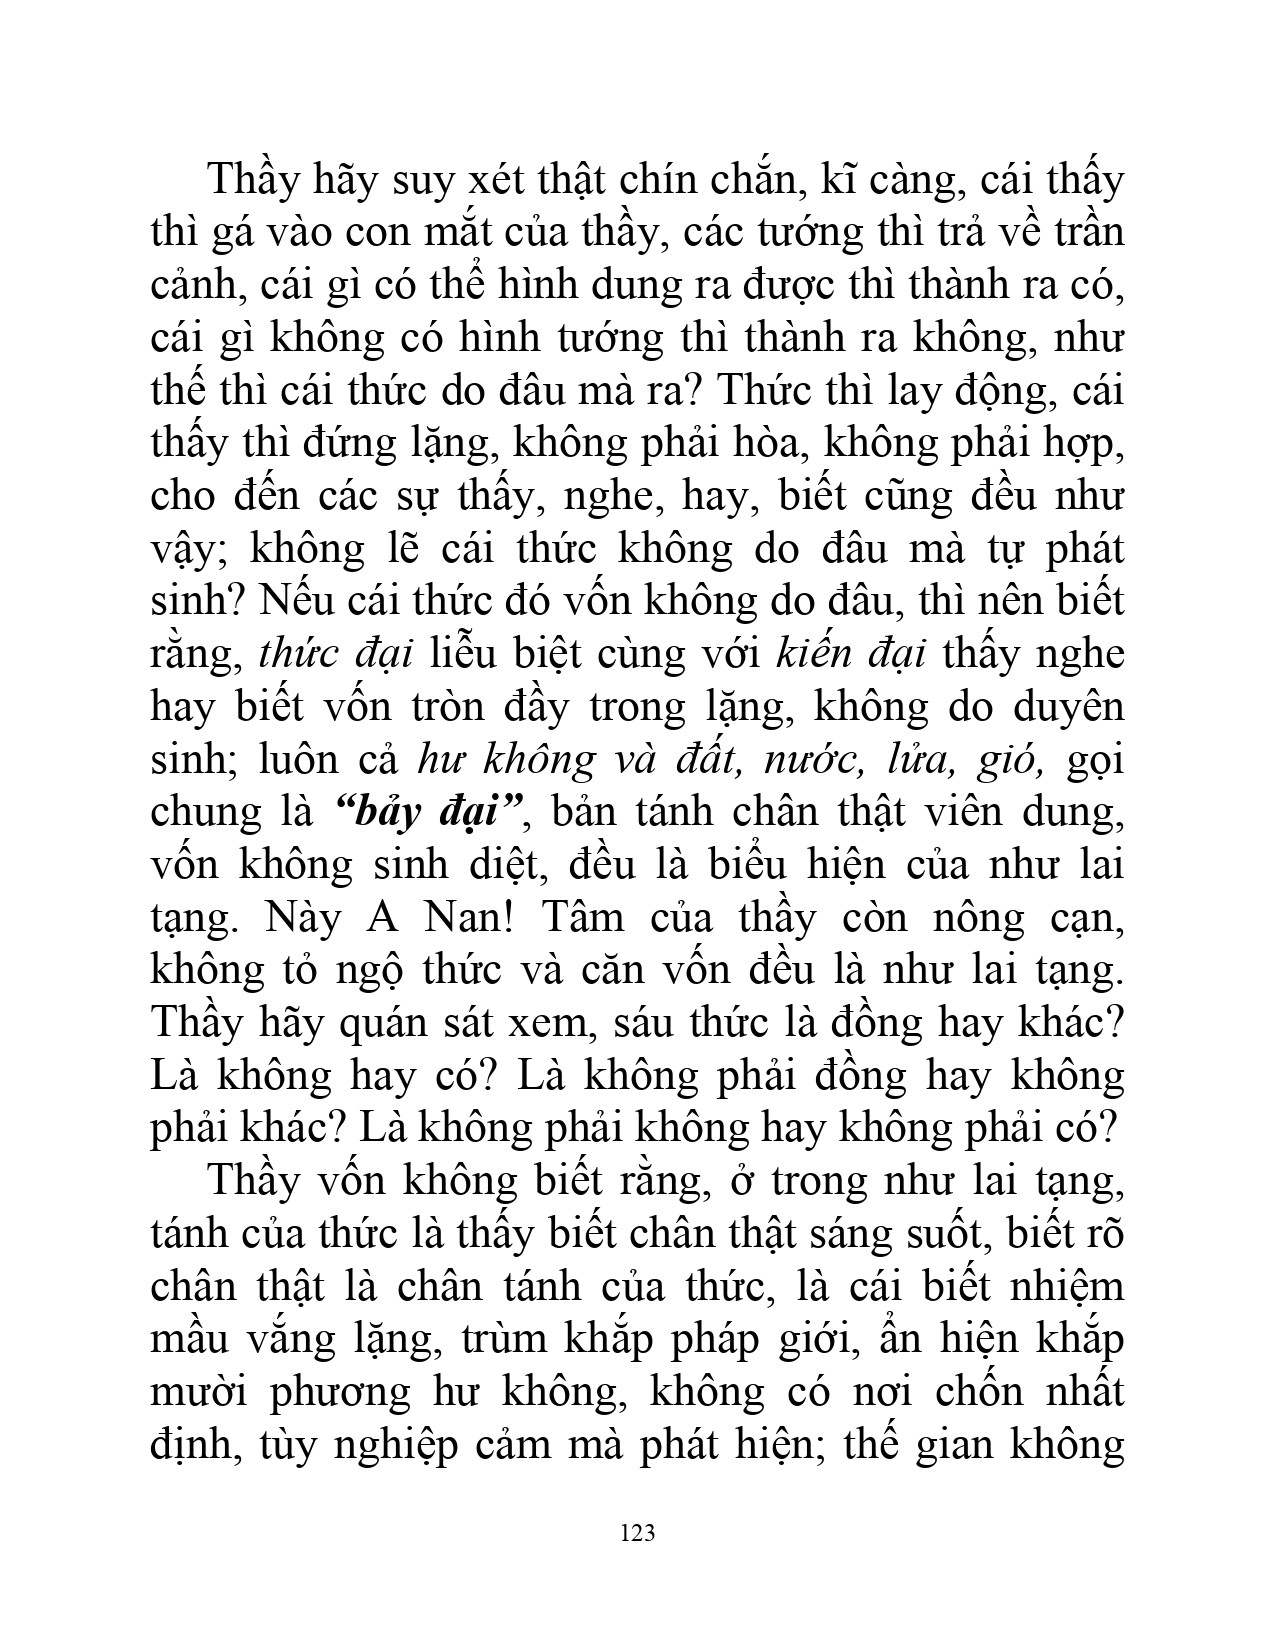 Thầy hãy suy xét thật chín chắn, kĩ càng, cái thấy
thì gá vào con mắt của thầy, các tướng thì trả về trần
cảnh, cái gì có thể hình dung ra được thì thành ra có,
cái gì không có hình tướng thì thành ra không, như
thế thì cái thức do đâu mà ra? Thức thì lay động, cái
thấy thì đứng lặng, không phải hòa, không phải hợp,
cho đến các sự thấy, nghe, hay, biết cũng đều như
vậy; không lẽ cái thức không do đâu mà tự phát
sinh? Nếu cái thức đó vốn không do đâu, thì nên biết
rằng, thức đại liễu biệt cùng với kiến đại thấy nghe
hay biết vốn tròn đầy trong lặng, không do duyên
sinh; luôn cả hư không và đất, nước, lửa, gió, gọi
chung là “bảy đại”, bản tánh chân thật viên dung,
vốn không sinh diệt, đều là biểu hiện của như lai
tạng. Này A Nan! Tâm của thầy còn nông cạn,
không tỏ ngộ thức và căn vốn đều là như lai tạng.
Thầy hãy quán sát xem, sáu thức là đồng hay khác?
Là không hay có? Là không phải đồng hay không
phải khác? Là không phải không hay không phải có?
Thầy vốn không biết rằng, ở trong như lai tạng,
tánh của thức là thấy biết chân thật sáng suốt, biết rõ
chân thật là chân tánh của thức, là cái biết nhiệm
mầu vắng lặng, trùm khắp pháp giới, ẩn hiện khắp
mười phương hư không, không có nơi chốn nhất
định, tùy nghiệp cảm mà phát hiện; thế gian không
123